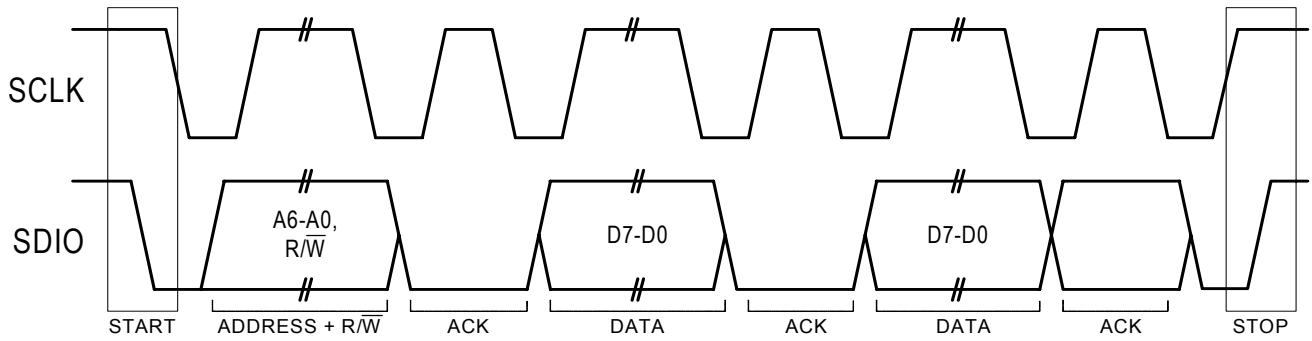 SCLK
SDIO
A6-A0,
R/W̅
D7-D0
D7-D0
START
ADDRESS + R/W̅
ACK
DATA
ACK
DATA
ACK
STOP